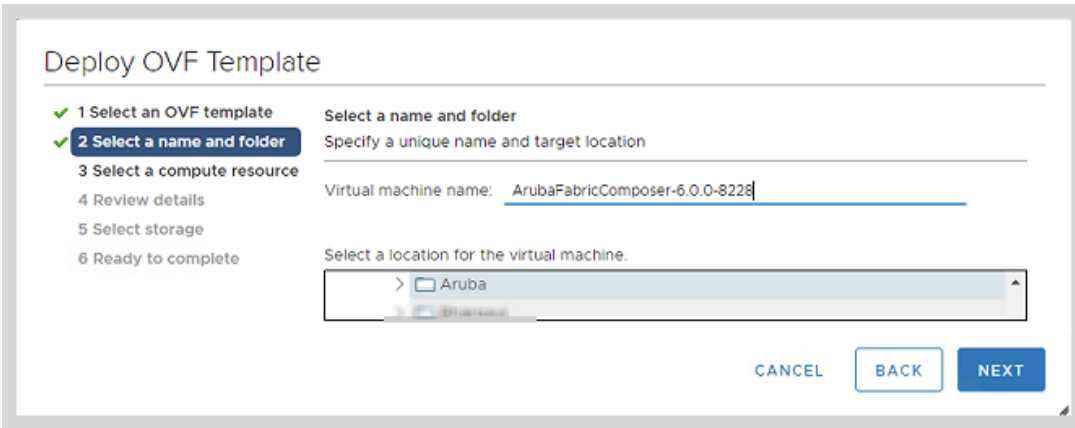 Deploy OVF Template
1 Select an OVF template
2 Select a name and folder
3 Select a compute resource
4 Review details
5 Select storage
6 Ready to complete
Select a name and folder
Specify a unique name and target location
Virtual machine name: ArubaFabricComposer-6.0.0-8228
Select a location for the virtual machine.
Aruba
CANCEL BACK NEXT